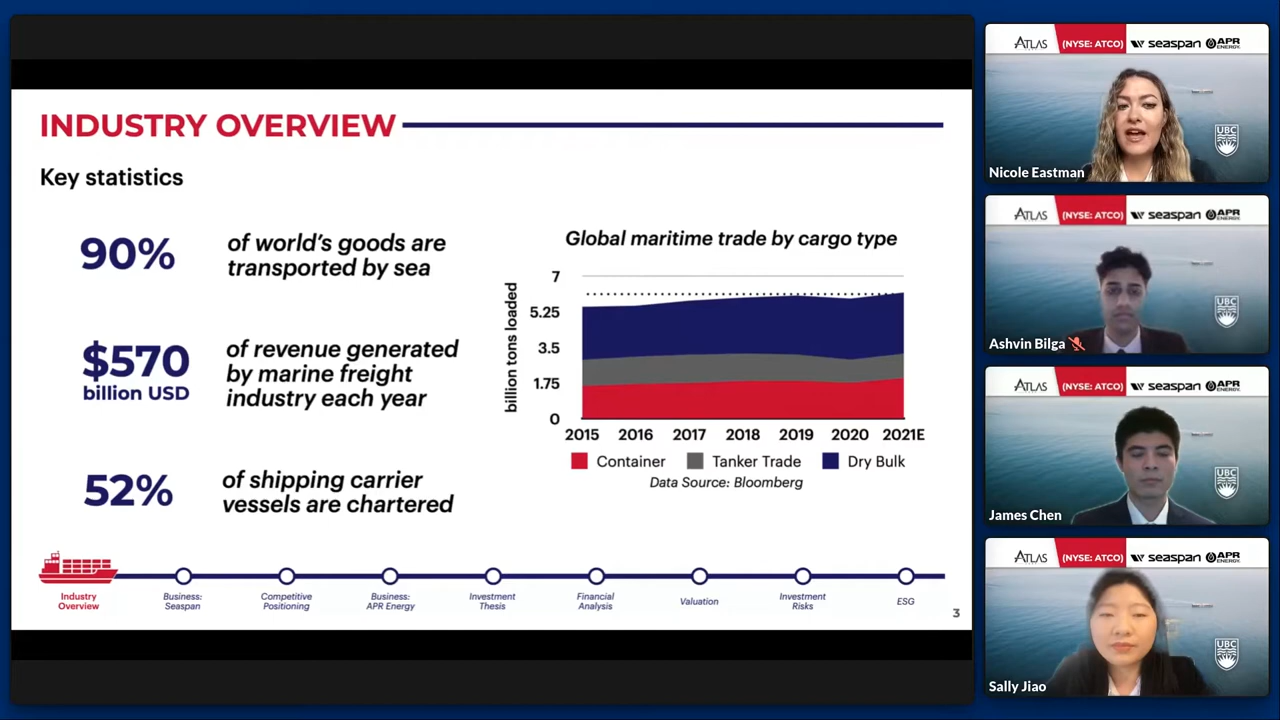 INDUSTRY OVERVIEW
Key statistics
90%
of world's goods are
transported by sea
$570
billion USD
of revenue generated
by marine freight
industry each year
52%
of shipping carrier
vessels are chartered
Global maritime trade by cargo type
billion tons loaded
7
5.25
3.5
1.75
0
2015 2016 2017 2018 2019 2020 2021E
Container Tanker Trade Dry Bulk
Data Source: Bloomberg
Industry
Overview
Business:
Seaspan
Competitive
Positioning
Business:
APR Energy
Investment
Thesis
Financial
Analysis
Valuation
Investment
Risks
ESG
3
ATLAS (NYSE: ATCO) seaspan APR ENERGY
UBC
Nicole Eastman
ATLAS (NYSE: ATCO) seaspan APR ENERGY
UBC
Ashvin Bilga
ATLAS (NYSE: ATCO) seaspan APR ENERGY
UBC
James Chen
ATLAS (NYSE: ATCO) seaspan APR ENERGY
UBC
Sally Jiao